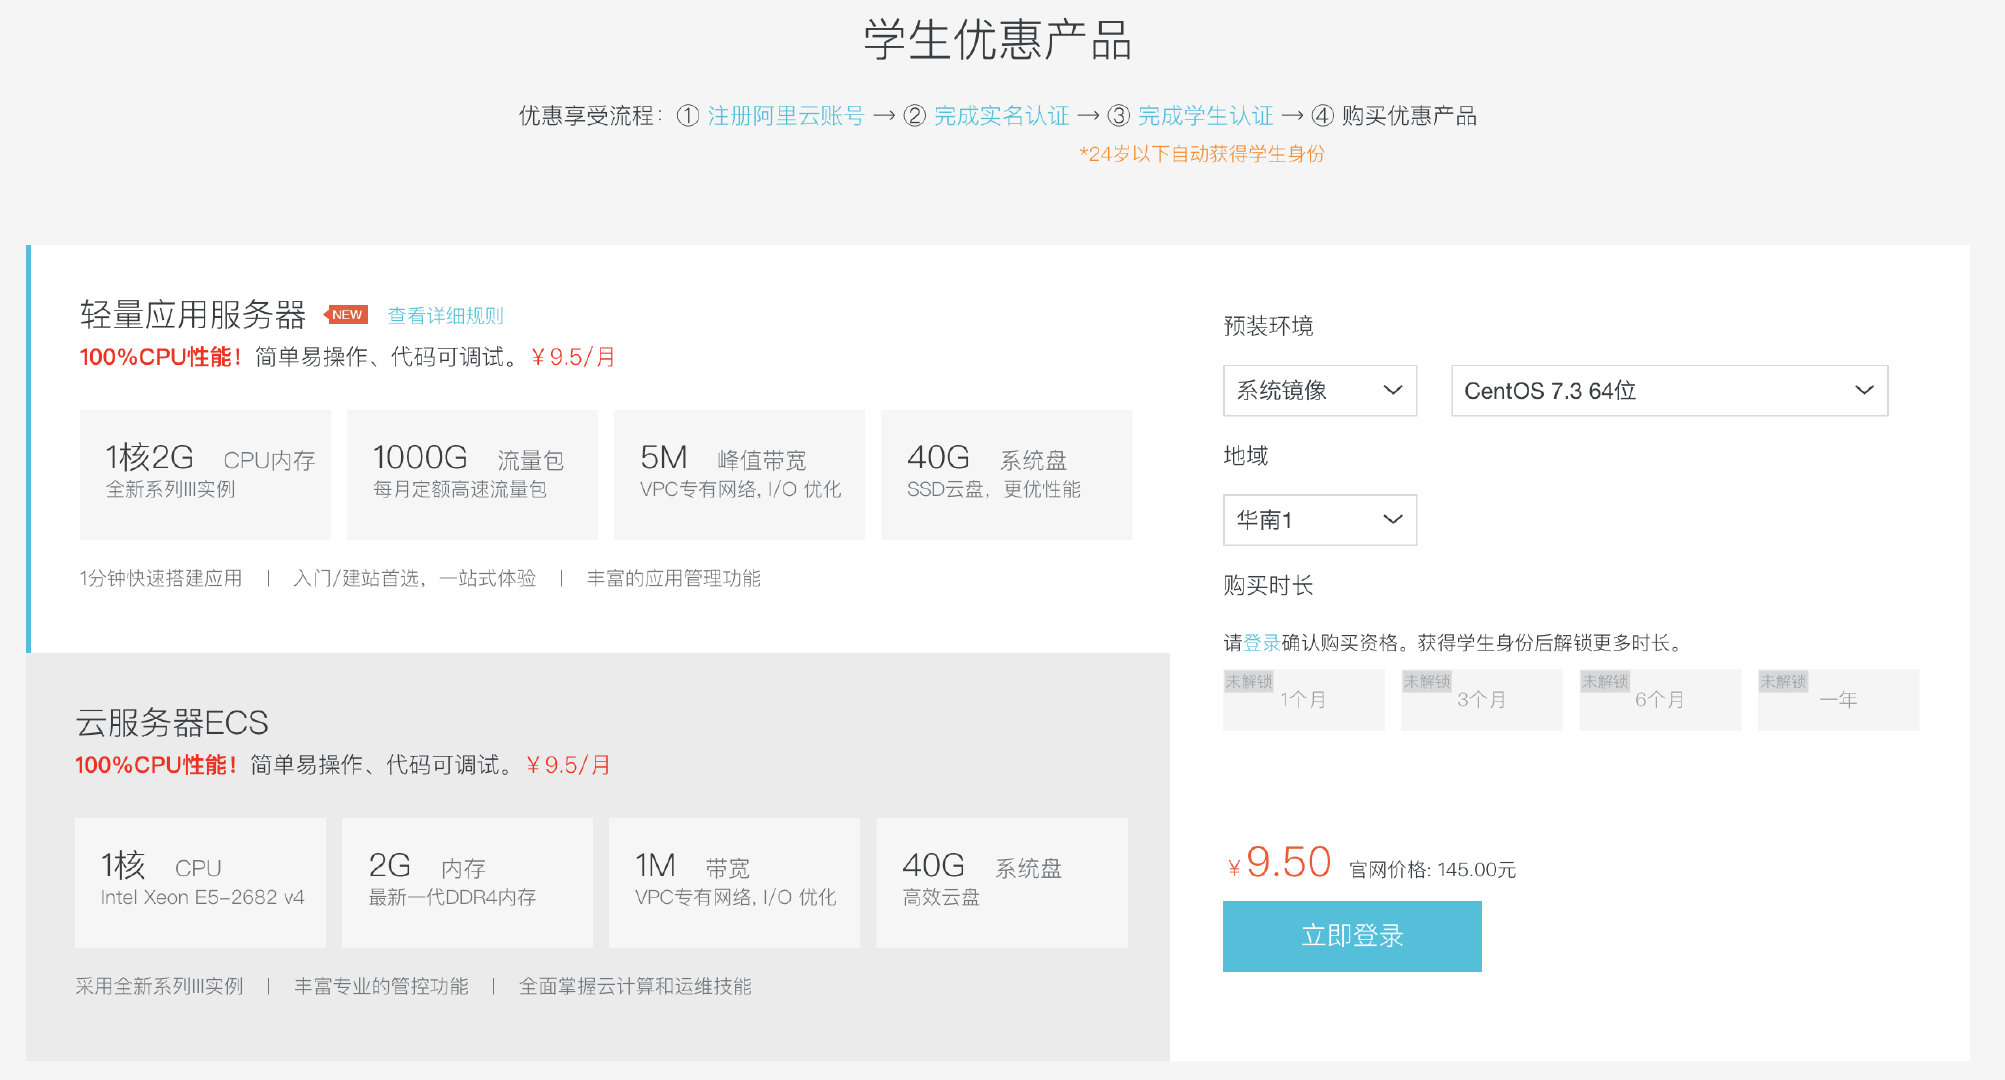 学生优惠产品
优惠享受流程: ① 注册阿里云账号 → ② 完成实名认证 → ③ 完成学生认证 → ④ 购买优惠产品
*24岁以下自动获得学生身份
轻量应用服务器 NEW 查看详细规则
100%CPU性能！简单易操作、代码可调试。￥9.5/月
1核2G CPU内存
全新系列III实例
1000G 流量包
每月定额高速流量包
5M 峰值带宽
VPC专有网络, I/O 优化
40G 系统盘
SSD云盘，更优性能
1分钟快速搭建应用 | 入门/建站首选，一站式体验 | 丰富的应用管理功能
云服务器ECS
100%CPU性能！简单易操作、代码可调试。￥9.5/月
1核 CPU
Intel Xeon E5-2682 v4
2G 内存
最新一代DDR4内存
1M 带宽
VPC专有网络, I/O 优化
40G 系统盘
高效云盘
采用全新系列III实例 | 丰富专业的管控功能 | 全面掌握云计算和运维技能
预装环境
系统镜像 CentOS 7.3 64位
地域
华南1
购买时长
请登录确认购买资格。获得学生身份后解锁更多时长。
未解锁 1个月
未解锁 3个月
未解锁 6个月
未解锁 一年
￥9.50 官网价格: 145.00元
立即登录